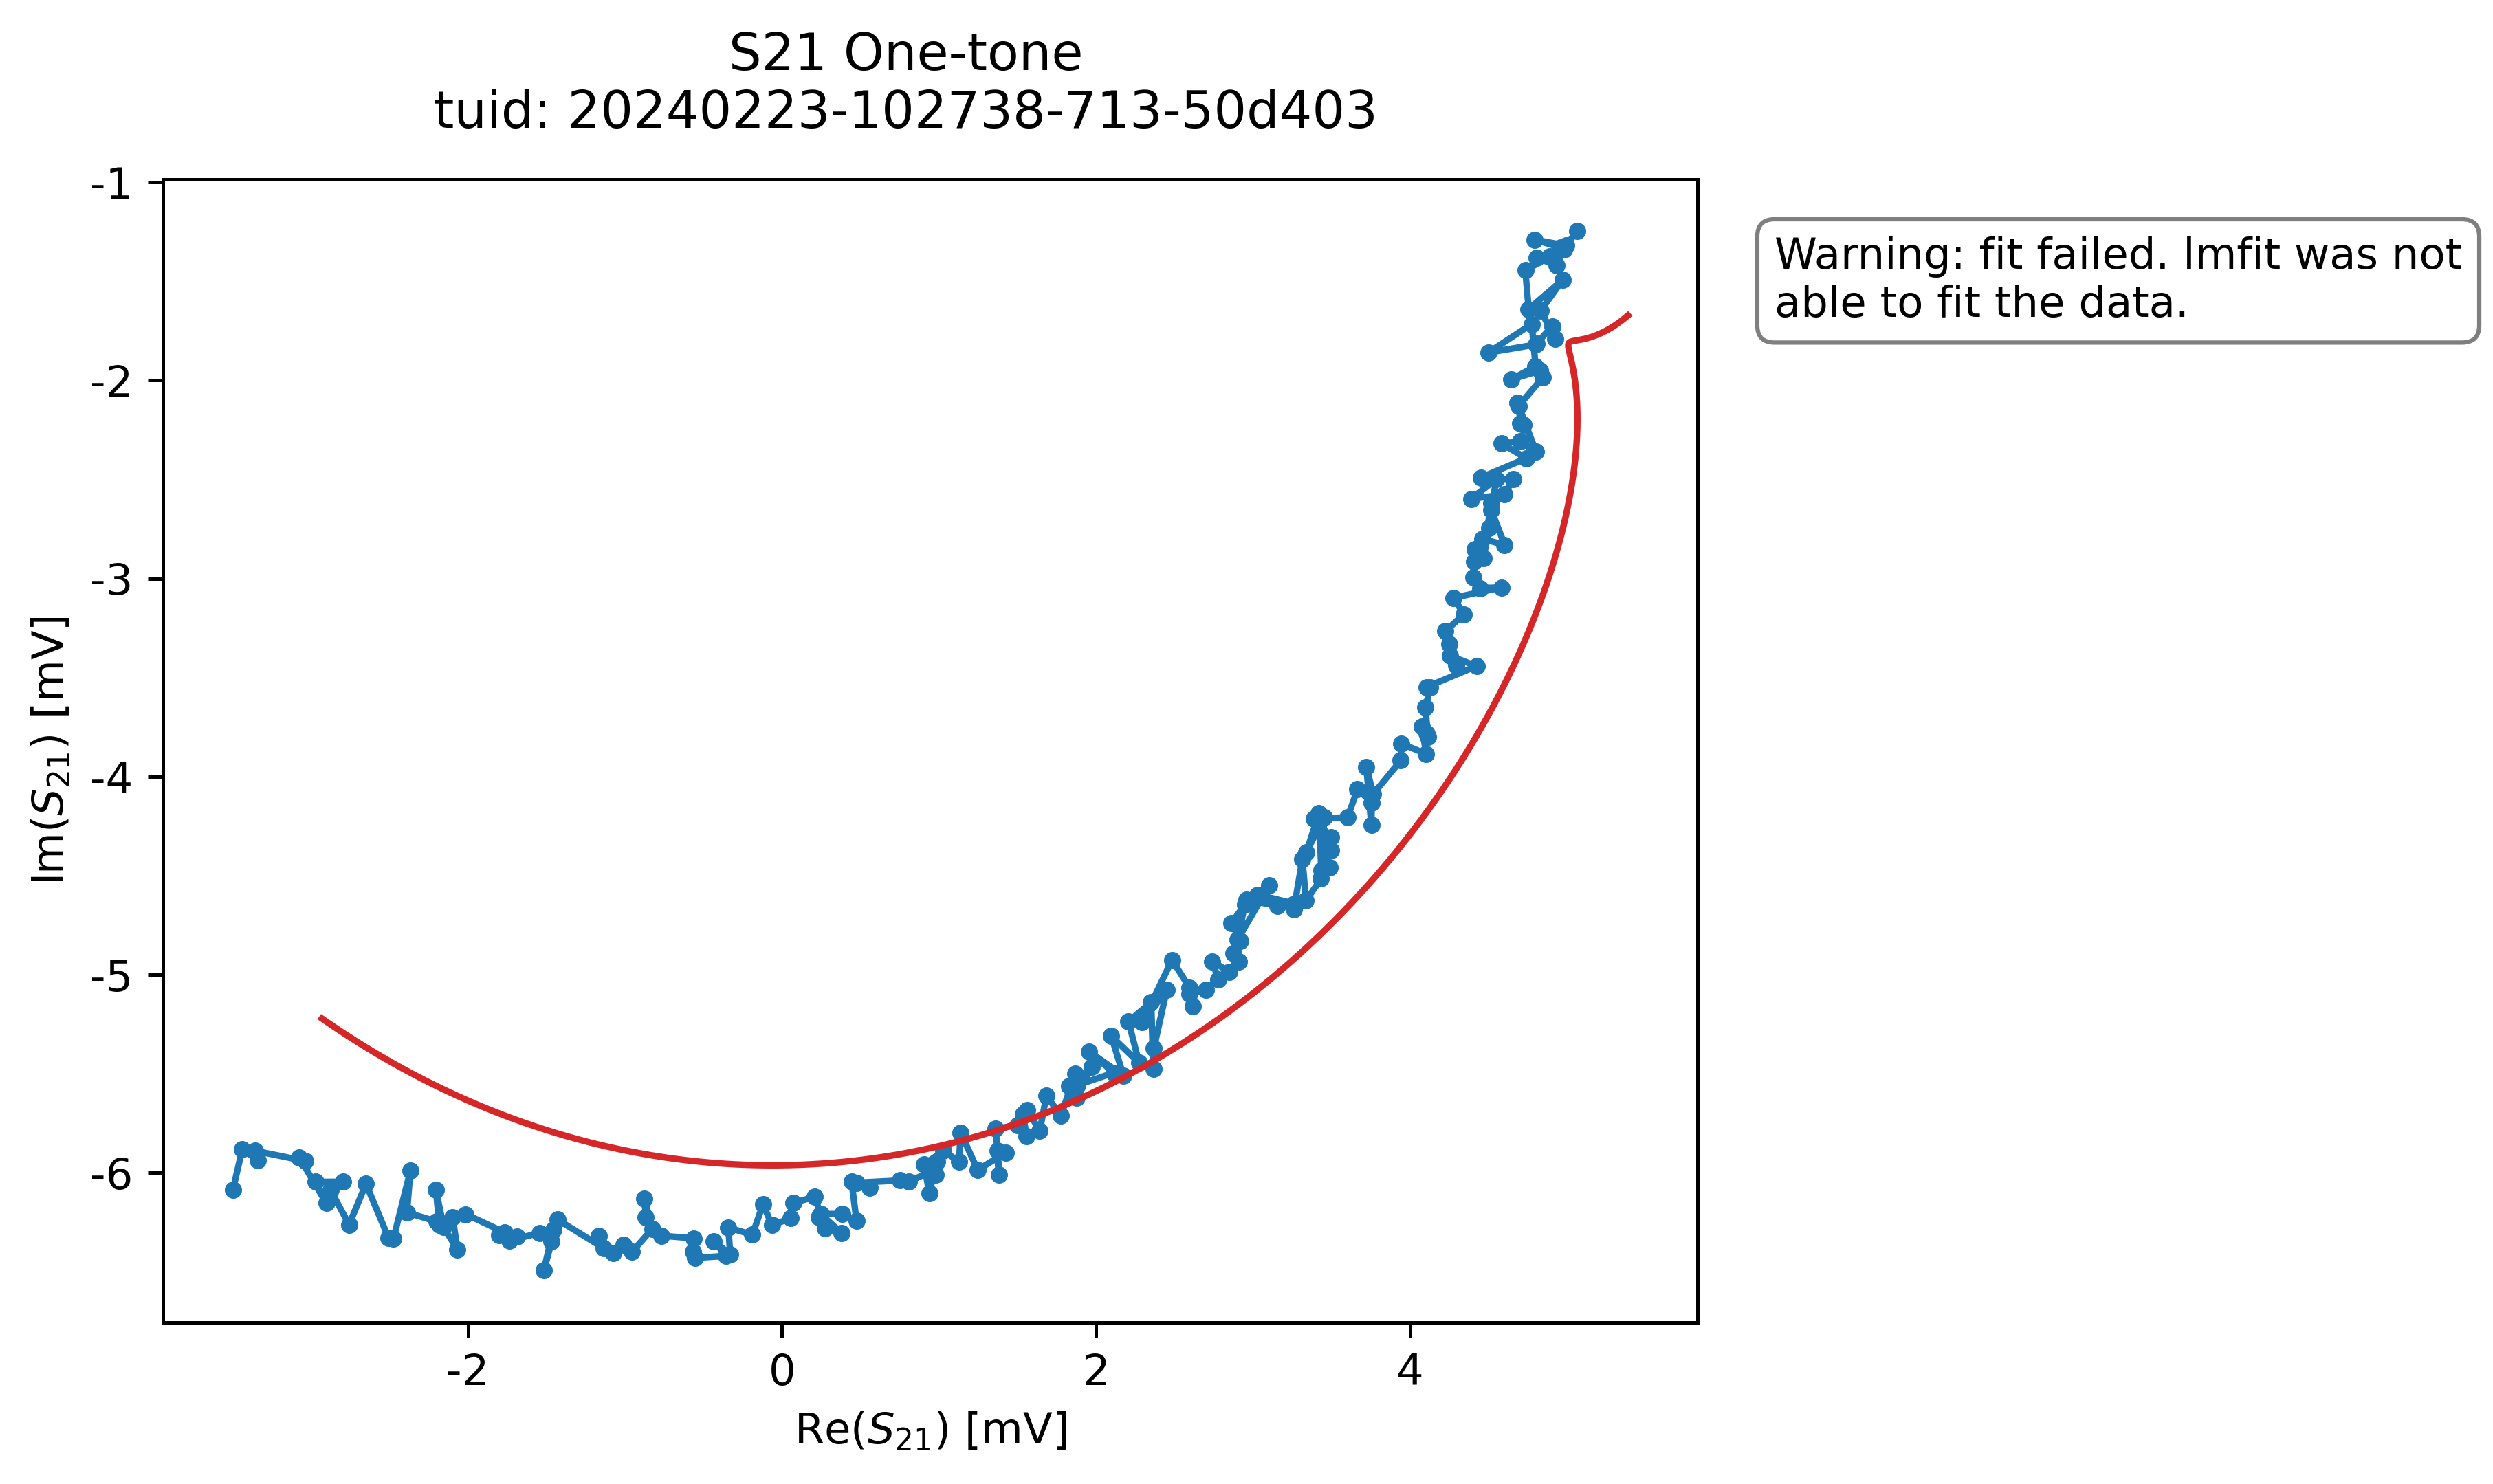 S21 One-tone
tuid: 20240223-102738-713-50d403
Warning: fit failed. lmfit was not
able to fit the data.
-1
-2
-3
-4
-5
-6
Im(S21) [mV]
-2 0 2 4
Re(S21) [mV]